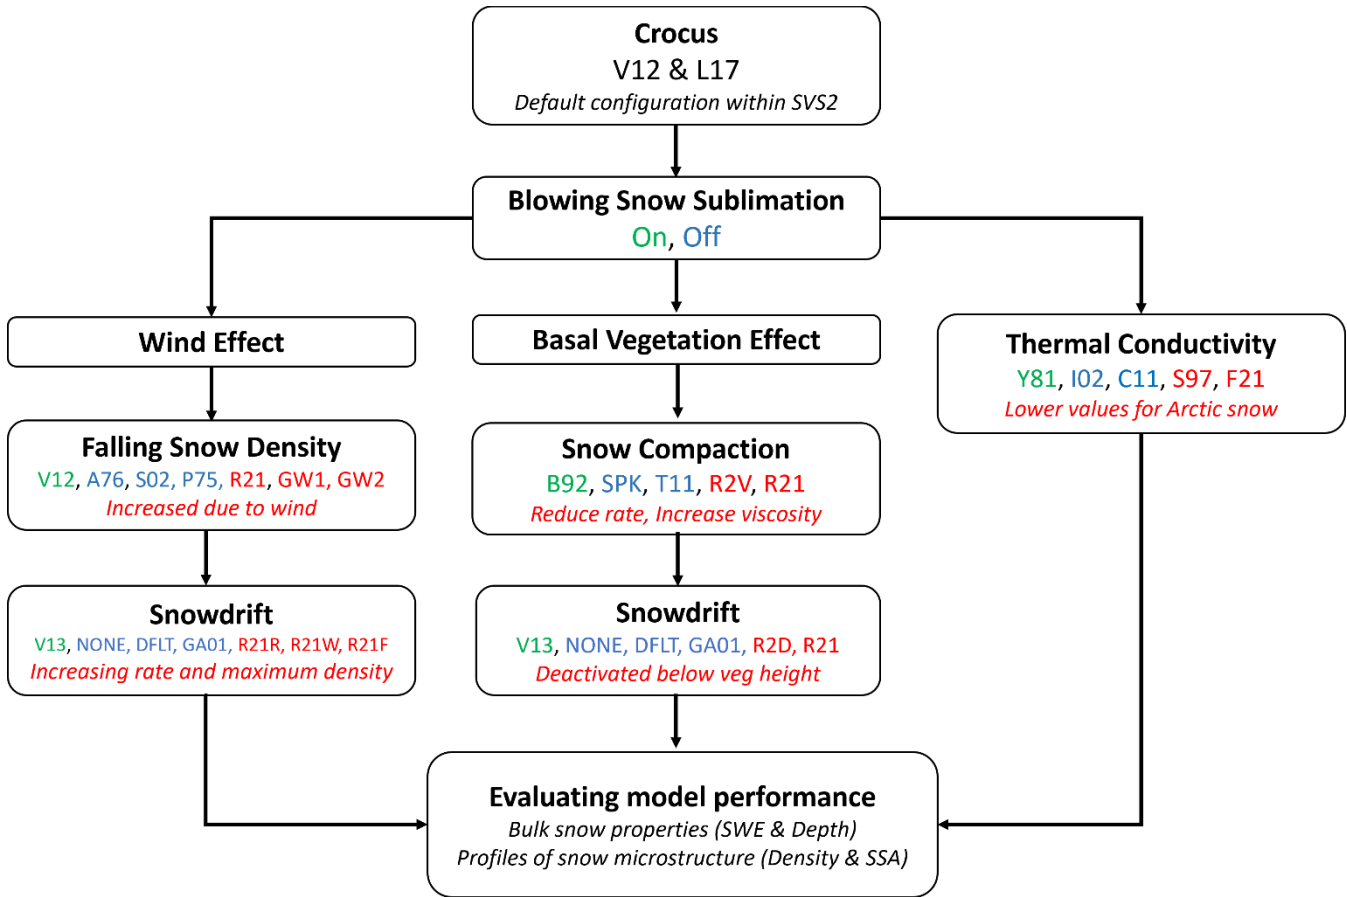 Crocus
V12 & L17
Default configuration within SVS2
Blowing Snow Sublimation
On, Off
Wind Effect
Basal Vegetation Effect
Thermal Conductivity
Y81, I02, C11, S97, F21
Lower values for Arctic snow
Falling Snow Density
V12, A76, S02, P75, R21, GW1, GW2
Increased due to wind
Snow Compaction
B92, SPK, T11, R2V, R21
Reduce rate, Increase viscosity
Snowdrift
V13, NONE, DFLT, GA01, R21R, R21W, R21F
Increasing rate and maximum density
Snowdrift
V13, NONE, DFLT, GA01, R2D, R21
Deactivated below veg height
Evaluating model performance
Bulk snow properties (SWE & Depth)
Profiles of snow microstructure (Density & SSA)